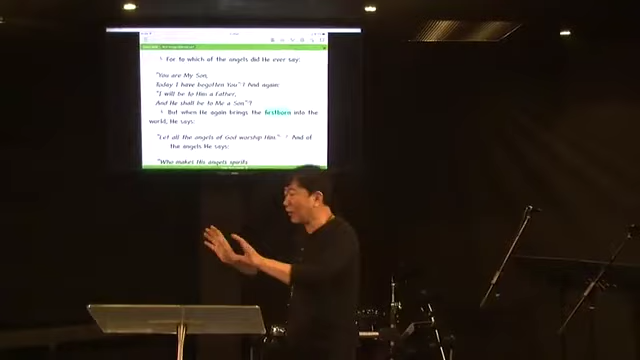 5 For to which of the angels did He ever say:
"You are My Son,
Today I have begotten You"? And again:
"I will be to Him a Father,
And He shall be to Me a Son"?
6 But when He again brings the firstborn into the
world, He says:
"Let all the angels of God worship Him." 7 And of
the angels He says:
"Who makes His angels spirits